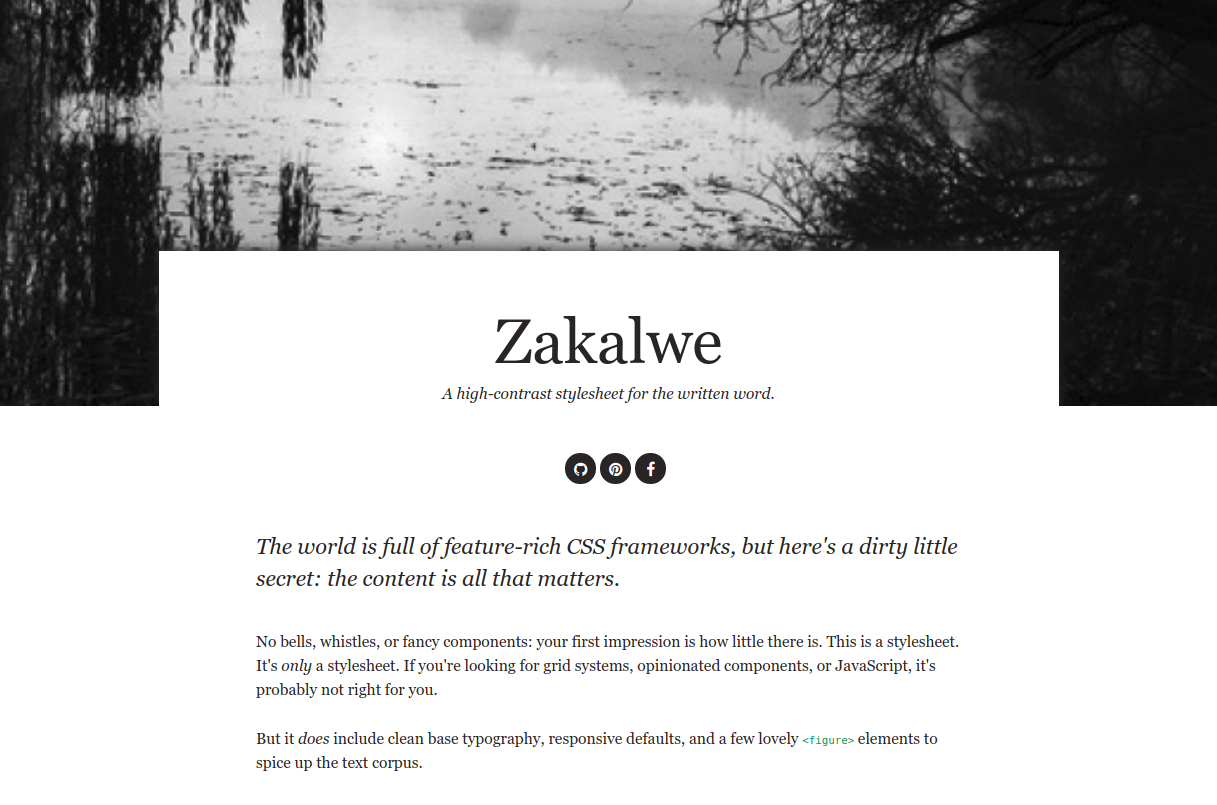 Zakalwe
A high-contrast stylesheet for the written word.
The world is full of feature-rich CSS frameworks, but here's a dirty little
secret: the content is all that matters.
No bells, whistles, or fancy components: your first impression is how little there is. This is a stylesheet.
It's only a stylesheet. If you're looking for grid systems, opinionated components, or JavaScript, it's
probably not right for you.
But it does include clean base typography, responsive defaults, and a few lovely <figure> elements to
spice up the text corpus.